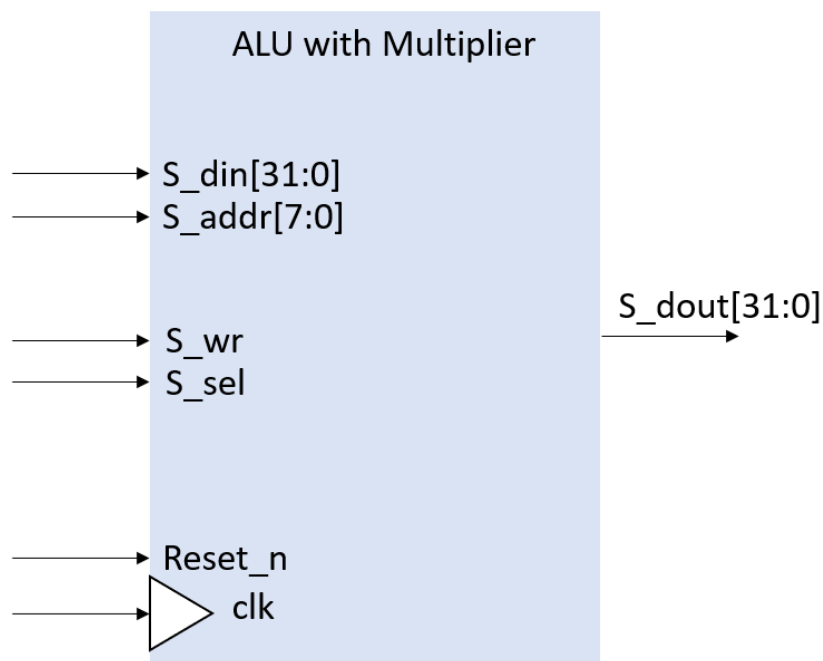 ALU with Multiplier
S_din[31:0]
S_addr[7:0]
S_dout[31:0]
S_wr
S_sel
Reset_n
clk